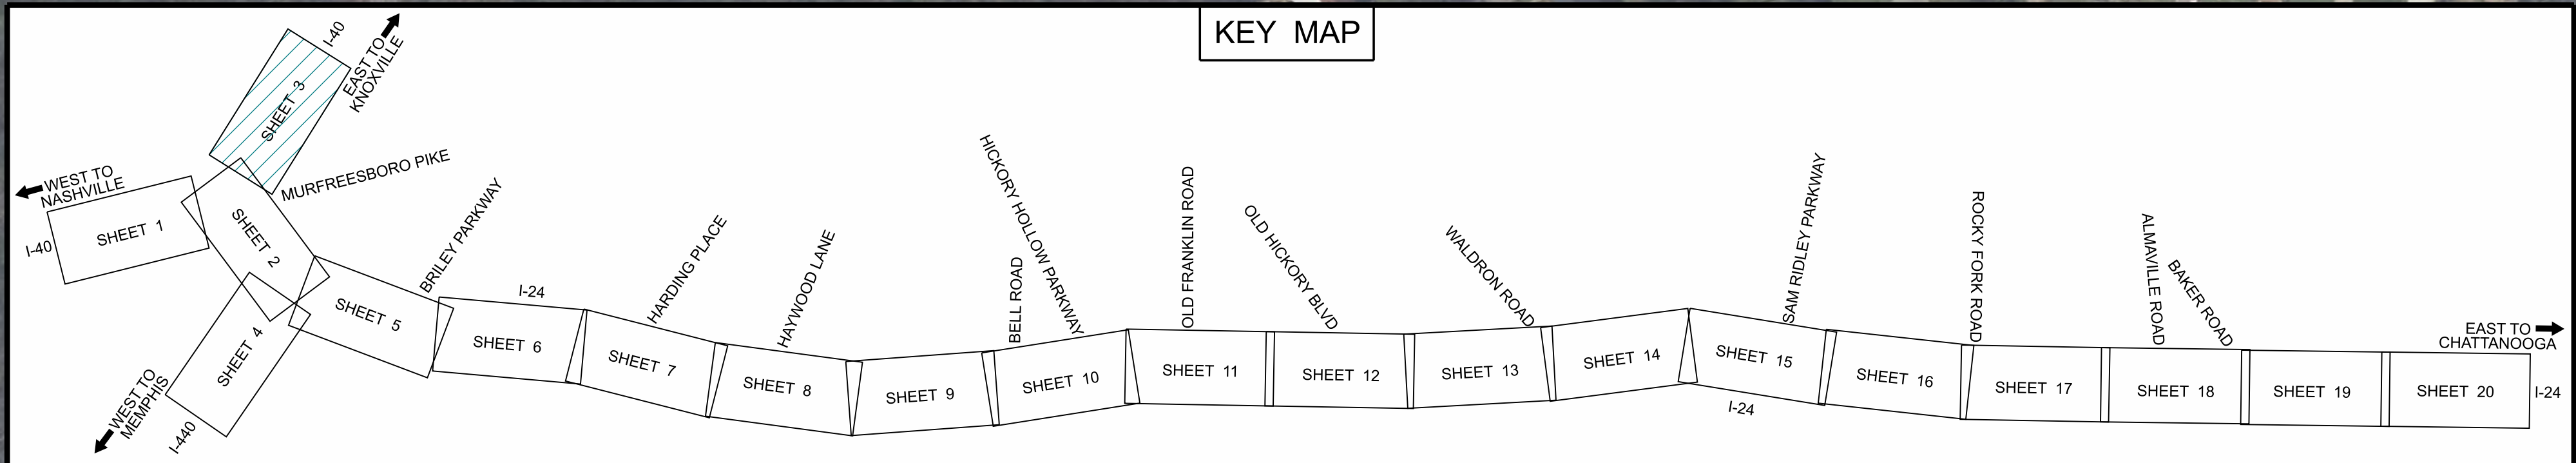 KEY MAP
I-40
EAST TO
KNOXVILLE
SHEET 3
WEST TO
NASHVILLE
I-40
SHEET 1
MURFREESBORO PIKE
SHEET 2
SHEET 4
WEST TO
MEMPHIS
I-440
SHEET 5
BRILEY PARKWAY
I-24
SHEET 6
HARDING PLACE
SHEET 7
HAYWOOD LANE
SHEET 8
SHEET 9
BELL ROAD
HICKORY HOLLOW PARKWAY
SHEET 10
OLD FRANKLIN ROAD
SHEET 11
OLD HICKORY BLVD
SHEET 12
WALDRON ROAD
SHEET 13
SHEET 14
I-24
SAM RIDLEY PARKWAY
SHEET 15
SHEET 16
ROCKY FORK ROAD
SHEET 17
ALMAVILLE ROAD
BAKER ROAD
SHEET 18
SHEET 19
SHEET 20
EAST TO
CHATTANOOGA
I-24